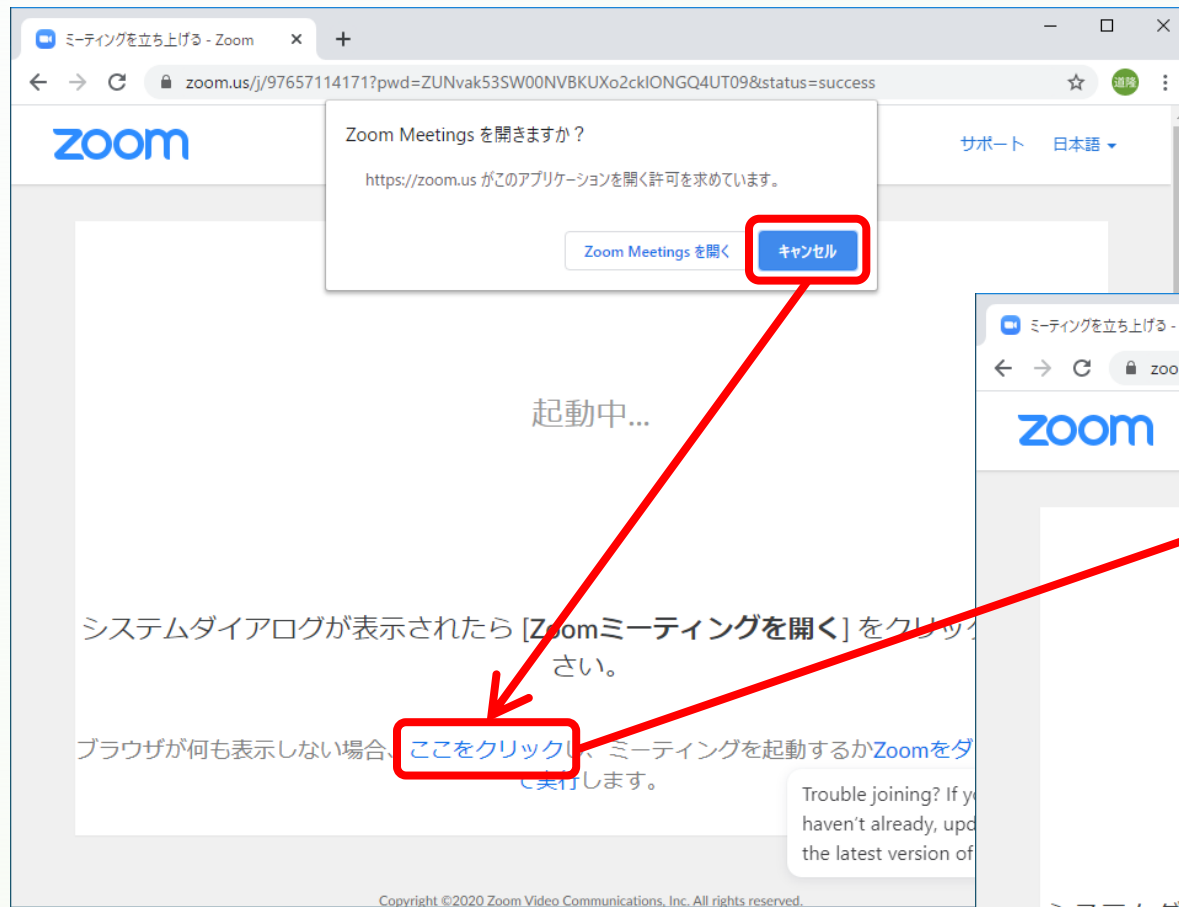 ミーティングを立ち上げる - Zoom
zoom.us/j/97657114171?pwd=ZUNvak53SW00NVBKUXo2ckIONGQ4UT09&status=success
道隆
zoom
サポート 日本語
Zoom Meetings を開きますか？
https://zoom.us がこのアプリケーションを開く許可を求めています。
Zoom Meetings を開く キャンセル
起動中...
システムダイアログが表示されたら [Zoomミーティングを開く] をクリック
さい。
ブラウザが何も表示しない場合、ここをクリックし、ミーティングを起動するかZoomをダ
て実行します。
Trouble joining? If yo
haven't already, upd
the latest version of
Copyright ©2020 Zoom Video Communications, Inc. All rights reserved.
ミーティングを立ち上げる -
zoo
zoom
システムダ